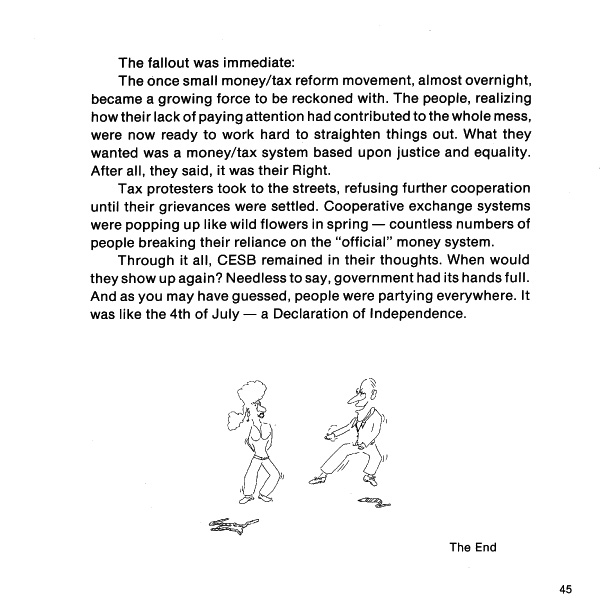 The fallout was immediate:
The once small money/tax reform movement, almost overnight,
became a growing force to be reckoned with. The people, realizing
how their lack of paying attention had contributed to the whole mess,
were now ready to work hard to straighten things out. What they
wanted was a money/tax system based upon justice and equality.
After all, they said, it was their Right.
Tax protesters took to the streets, refusing further cooperation
until their grievances were settled. Cooperative exchange systems
were popping up like wild flowers in spring — countless numbers of
people breaking their reliance on the "official" money system.
Through it all, CESB remained in their thoughts. When would
they show up again? Needless to say, government had its hands full.
And as you may have guessed, people were partying everywhere. It
was like the 4th of July — a Declaration of Independence.
The End
45